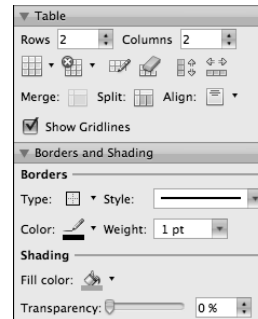 Table
Rows 2 Columns 2
Merge: Split: Align:
Show Gridlines
Borders and Shading
Borders
Type: Style:
Color: Weight: 1 pt
Shading
Fill color:
Transparency: 0 %